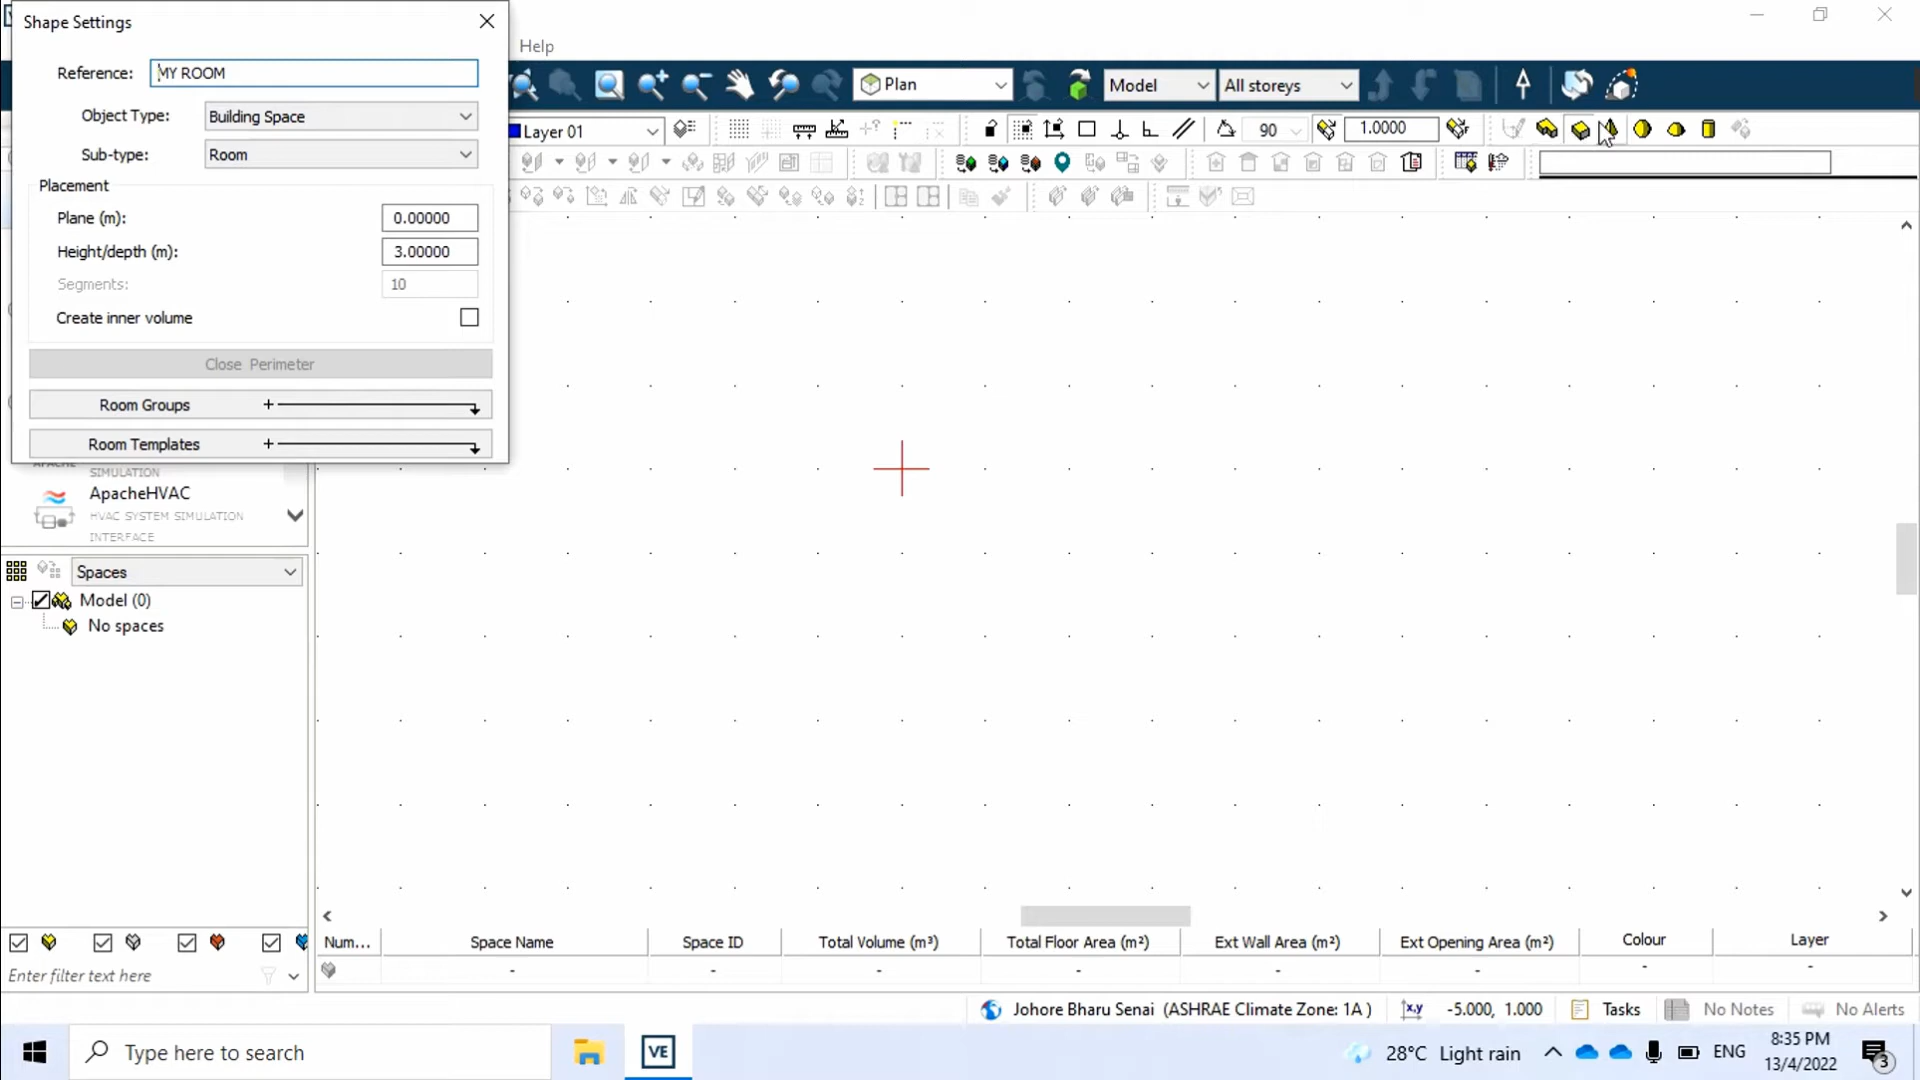 Shape Settings
Help
Reference: MY ROOM
Object Type: Building Space
Sub-type: Room
Placement
Plane (m): 0.00000
Height/depth (m): 3.00000
Segments: 10
Create inner volume
Close Perimeter
Room Groups +
Room Templates +
Plan
Model
All storeys
Layer 01
90
1.0000
SIMULATION
ApacheHVAC
HVAC SYSTEM SIMULATION
INTERFACE
Spaces
Model (0)
No spaces
Enter filter text here
Num... Space Name Space ID Total Volume (m³) Total Floor Area (m²) Ext Wall Area (m²) Ext Opening Area (m²) Colour Layer
- - - - - - - -
Johore Bharu Senai (ASHRAE Climate Zone: 1A ) x,y -5.000, 1.000 Tasks No Notes No Alerts
Type here to search
VE
28°C Light rain
ENG
8:35 PM
13/4/2022
3